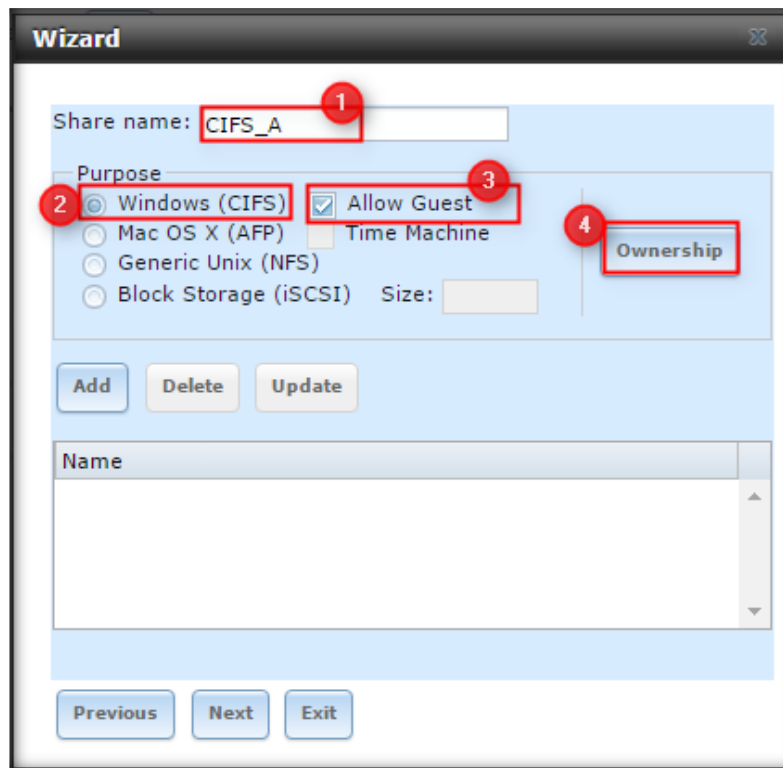 Wizard
1
Share name: CIFS_A
Purpose
3
2 Windows (CIFS) Allow Guest
4
Mac OS X (AFP) Time Machine
Ownership
Generic Unix (NFS)
Block Storage (iSCSI) Size:
Add Delete Update
Name
Previous Next Exit